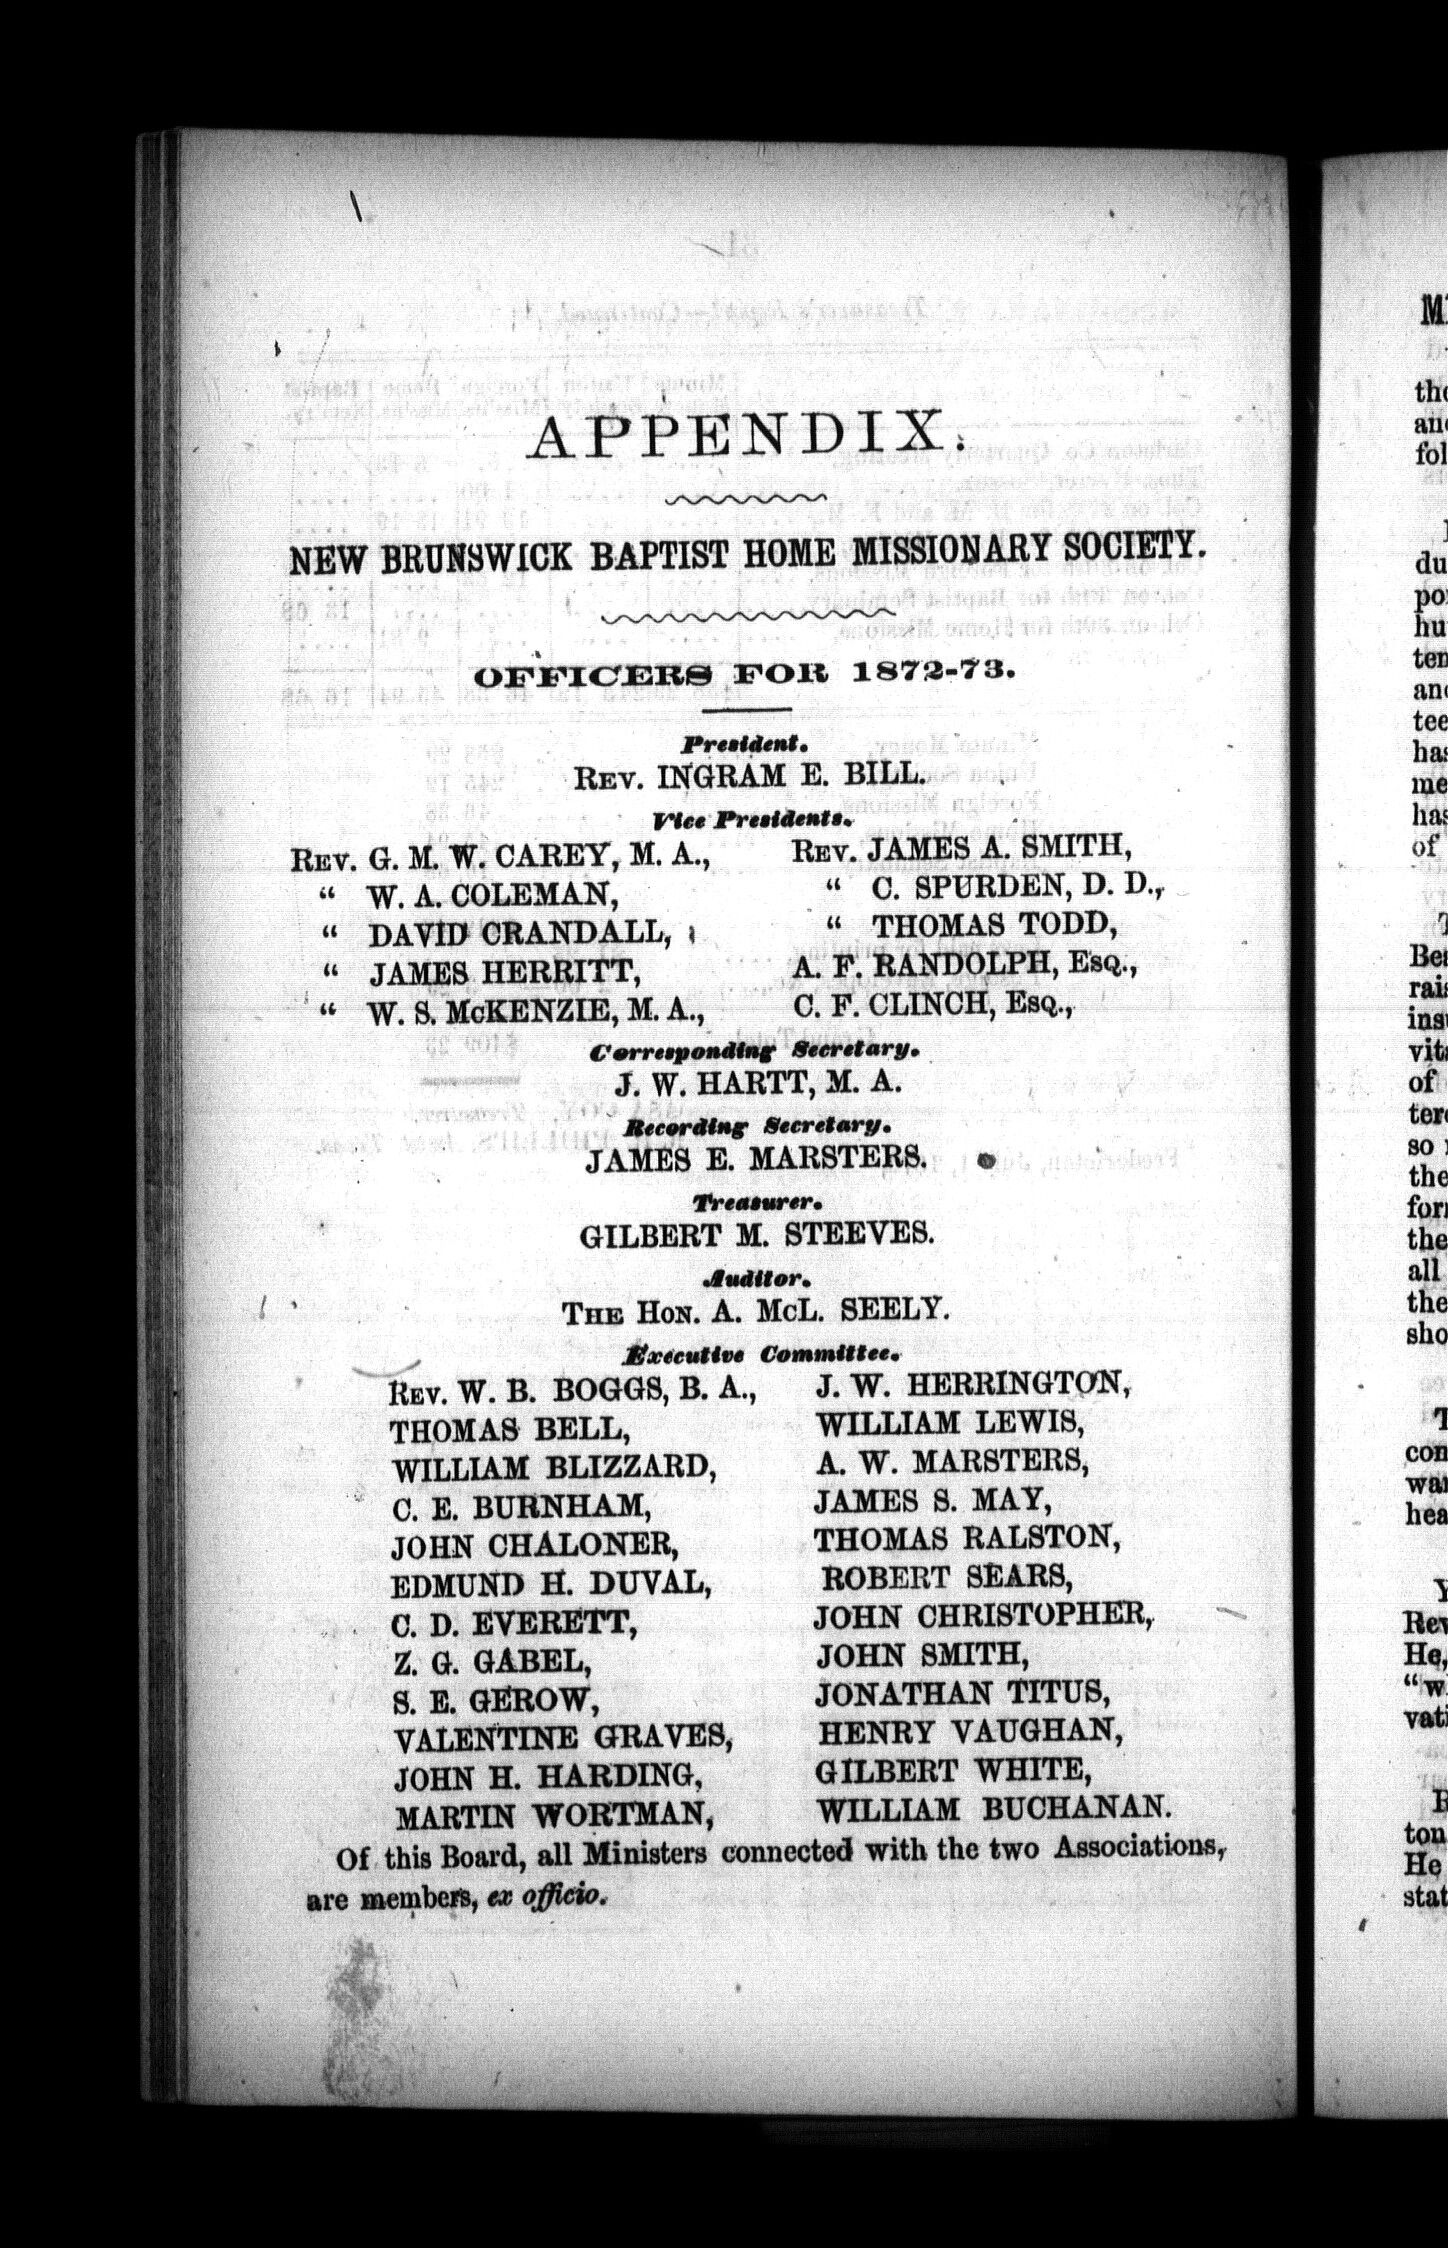 APPENDIX.
NEW BRUNSWICK BAPTIST HOME MISSIONARY SOCIETY.
OFFICERS FOR 1872-73.
President.
REV. INGRAM E. BILL.
Vice Presidents.
REV. G. M. W. CAREY, M. A., REV. JAMES A. SMITH,
“ W. A. COLEMAN, “ C. SPURDEN, D. D.,
“ DAVID CRANDALL, “ THOMAS TODD,
“ JAMES HERRITT, A. F. RANDOLPH, ESQ.,
“ W. S. McKENZIE, M. A., C. F. CLINCH, ESQ.,
Corresponding Secretary.
J. W. HARTT, M. A.
Recording Secretary.
JAMES E. MARSTERS.
Treasurer.
GILBERT M. STEEVES.
Auditor.
THE HON. A. McL. SEELY.
Executive Committee.
REV. W. B. BOGGS, B. A., J. W. HERRINGTON,
THOMAS BELL, WILLIAM LEWIS,
WILLIAM BLIZZARD, A. W. MARSTERS,
C. E. BURNHAM, JAMES S. MAY,
JOHN CHALONER, THOMAS RALSTON,
EDMUND H. DUVAL, ROBERT SEARS,
C. D. EVERETT, JOHN CHRISTOPHER,
Z. G. GABEL, JOHN SMITH,
S. E. GEROW, JONATHAN TITUS,
VALENTINE GRAVES, HENRY VAUGHAN,
JOHN H. HARDING, GILBERT WHITE,
MARTIN WORTMAN, WILLIAM BUCHANAN.
Of this Board, all Ministers connected with the two Associations,
are members, ex officio.